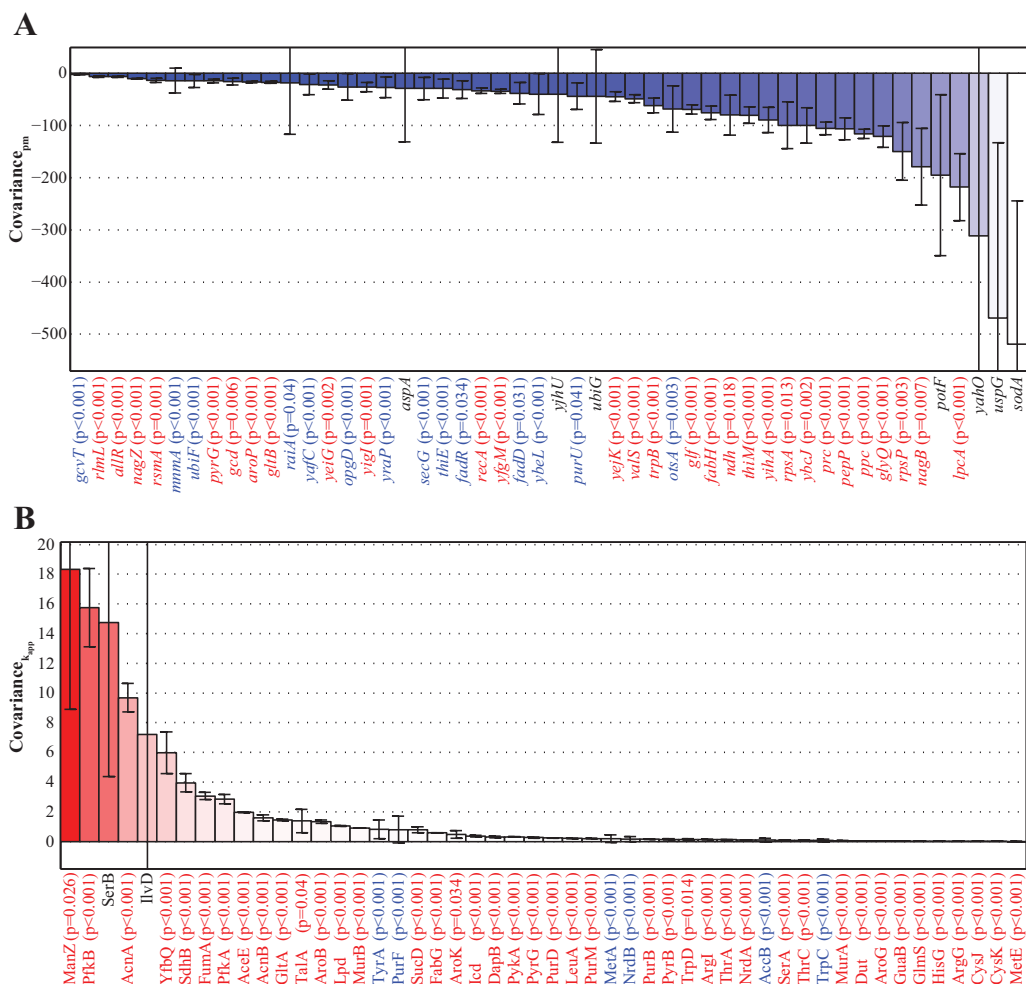 A
Covariance_pm
0
−100
−200
−300
−400
−500
gcvT (p<0.001)
rlmL (p<0.001)
allR (p<0.001)
nagZ (p<0.001)
rsmA (p=0.001)
mnmA (p<0.001)
ubiF (p<0.001)
pyrG (p<0.001)
gcd (p=0.006)
aroP (p<0.001)
gltB (p<0.001)
raiA (p=0.04)
yafC (p<0.001)
yeiG (p=0.002)
opgD (p<0.001)
yigI (p=0.001)
yraP (p<0.001)
aspA
seccG (p<0.001)
thiE (p<0.001)
fadR (p=0.034)
recA (p<0.001)
yfgM (p<0.001)
fadD (p=0.031)
ybeL (p<0.001)
yjhU
purU (p=0.041)
ubiG
yejK (p<0.001)
valS (p<0.001)
trpB (p<0.001)
otsA (p=0.003)
glf (p<0.001)
fabH (p<0.001)
ndh (p=0.018)
thiM (p<0.001)
yihA (p<0.001)
rpsA (p=0.013)
ybcJ (p=0.002)
prc (p<0.001)
pepP (p<0.001)
ppc (p<0.001)
glyQ (p<0.001)
rpsP (p=0.003)
nagB (p=0.007)
potF
lpcA (p<0.001)
yahO
uspG
sodA
B
Covariance_kapp
20
18
16
14
12
10
8
6
4
2
0
ManZ (p=0.026)
PfkB (p<0.001)
SerB
AcnA (p<0.001)
IlvD
YfbQ (p<0.001)
SdhB (p<0.001)
FumA (p<0.001)
PfkA (p<0.001)
AceE (p<0.001)
AcnB (p<0.001)
GltA (p<0.001)
TalA (p=0.04)
AroB (p<0.001)
Lpd (p<0.001)
MurB (p<0.001)
TyrA (p<0.001)
PurF (p<0.001)
SucD (p<0.001)
FabG (p<0.001)
AroK (p=0.034)
Icd (p<0.001)
DapB (p<0.001)
PykA (p<0.001)
PyrG (p<0.001)
PurD (p<0.001)
LeuA (p<0.001)
PurM (p<0.001)
MetA (p<0.001)
NrdB (p<0.001)
PurB (p<0.001)
PyrB (p<0.001)
TrpD (p=0.014)
ArgI (p<0.001)
ThrA (p<0.001)
NrdA (p<0.001)
AccB (p<0.001)
SerA (p<0.001)
ThrC (p<0.001)
TrpC (p<0.001)
MurA (p<0.001)
Dut (p<0.001)
AroG (p<0.001)
GuaB (p<0.001)
GlmS (p<0.001)
HisG (p<0.001)
ArgG (p<0.001)
CysJ (p<0.001)
CysK (p<0.001)
MetE (p<0.001)